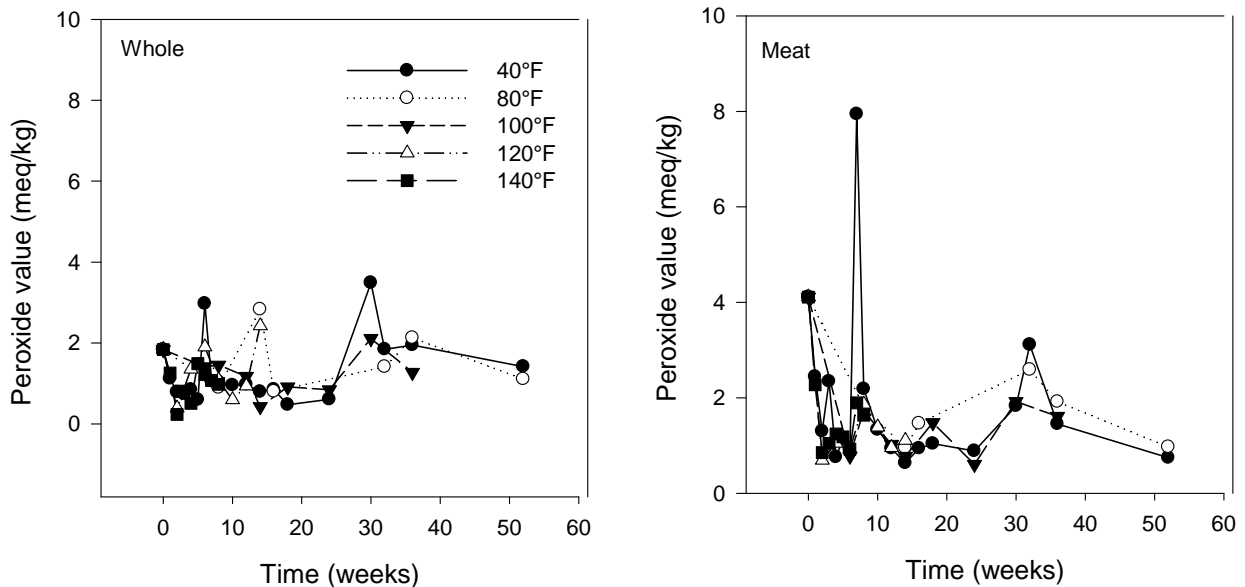 Whole
40°F
80°F
100°F
120°F
140°F
Peroxide value (meq/kg)
10
8
6
4
2
0
0 10 20 30 40 50 60
Time (weeks)
Meat
Peroxide value (meq/kg)
10
8
6
4
2
0
0 10 20 30 40 50 60
Time (weeks)